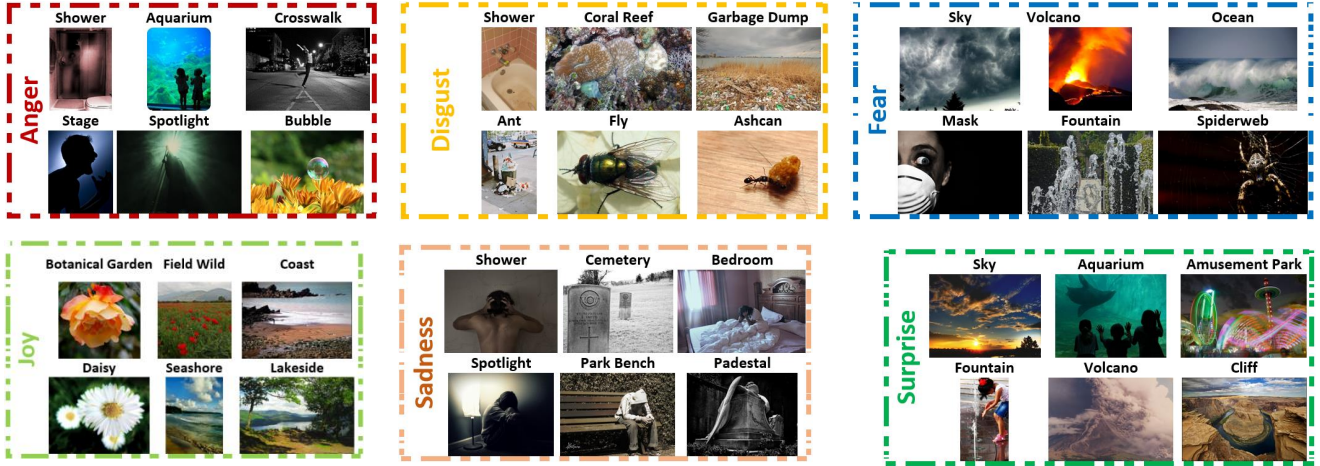 Anger
Shower Aquarium Crosswalk
Stage Spotlight Bubble
Disgust
Shower Coral Reef Garbage Dump
Ant Fly Ashcan
Fear
Sky Volcano Ocean
Mask Fountain Spiderweb
Joy
Botanical Garden Field Wild Coast
Daisy Seashore Lakeside
Sadness
Shower Cemetery Bedroom
Spotlight Park Bench Padestal
Surprise
Sky Aquarium Amusement Park
Fountain Volcano Cliff